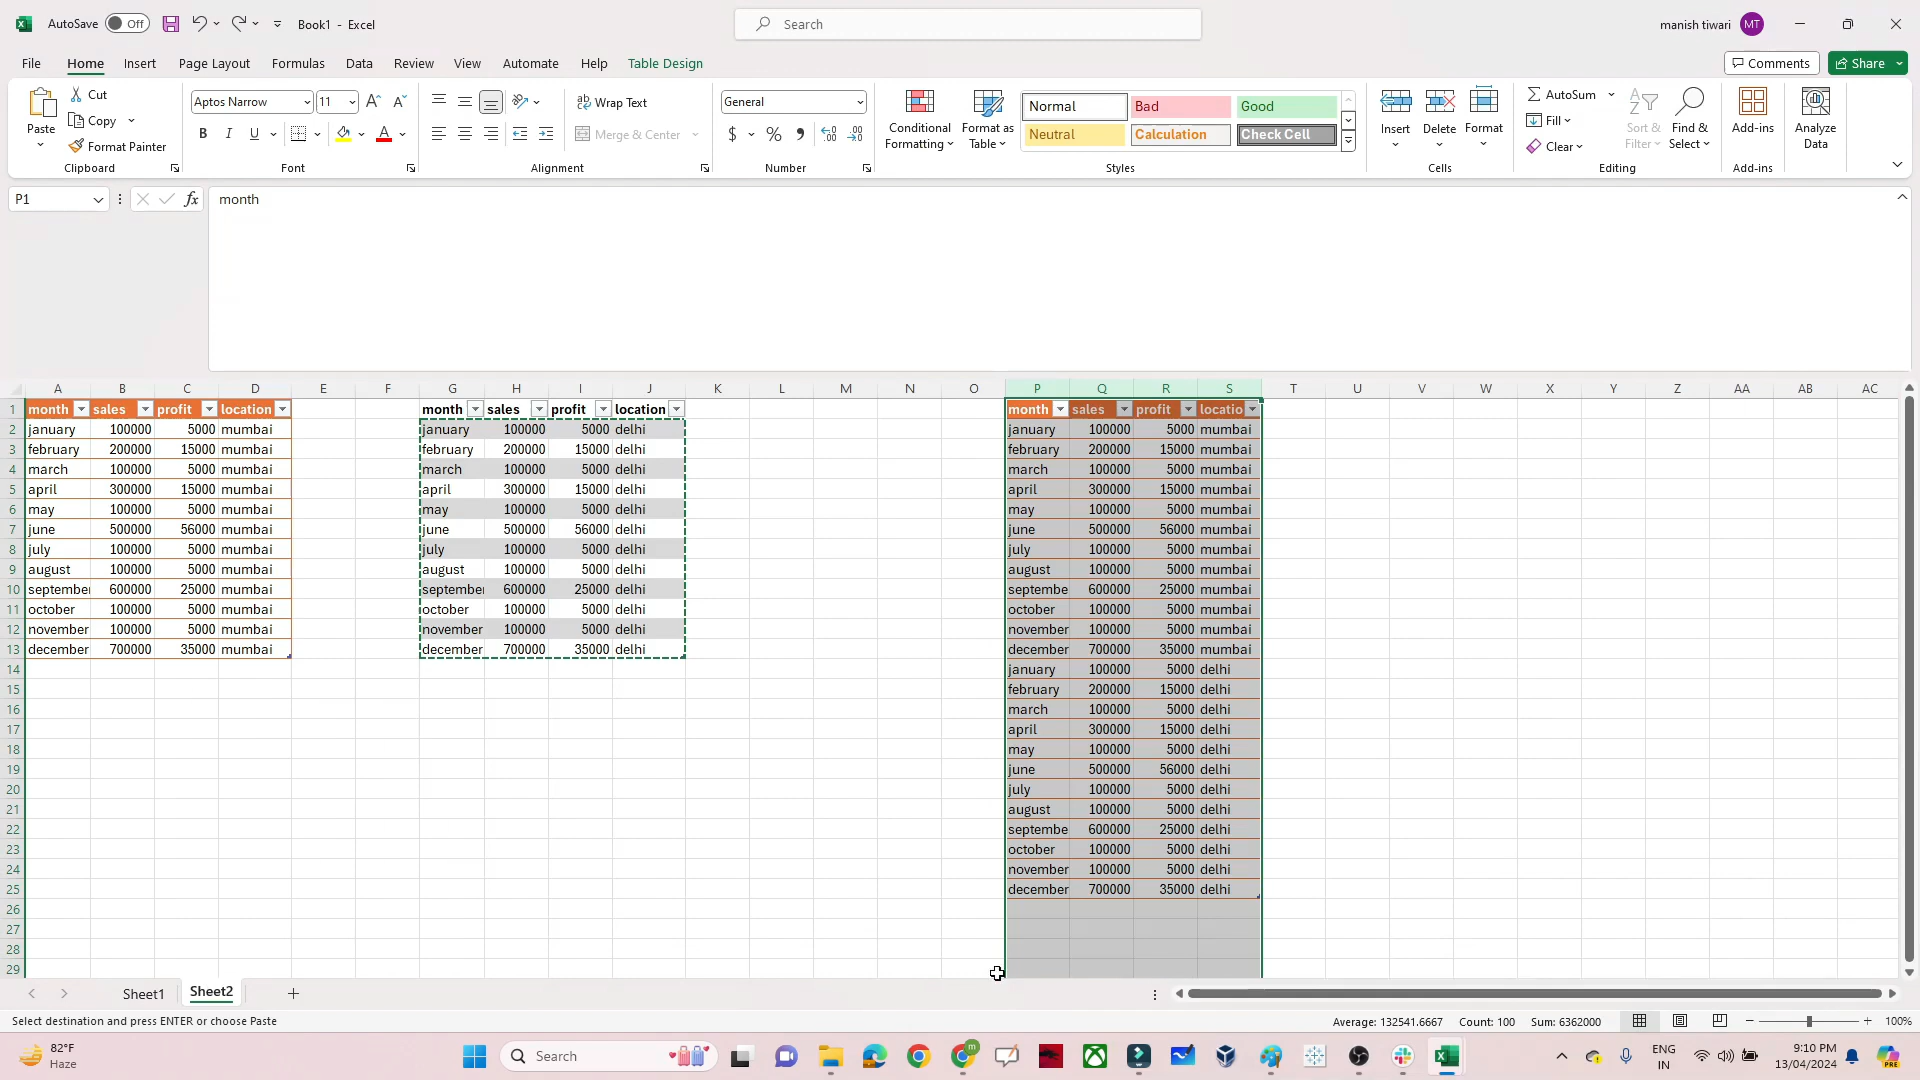 AutoSave Off Book1 - Excel Search manish tiwari MT
File Home Insert Page Layout Formulas Data Review View Automate Help Table Design Comments Share
Paste Cut Copy Format Painter Clipboard
Aptos Narrow 11 B I U A Font
ab Wrap Text Merge & Center Alignment
General $ % Number
Conditional Formatting Format as Table Normal Bad Good Neutral Calculation Check Cell Styles
Insert Delete Format Cells
AutoSum Fill Clear Sort & Filter Find & Select Editing
Add-ins Add-ins
Analyze Data
P1 fx month
A B C D E F G H I J K L M N O P Q R S T U V W X Y Z AA AB AC
1 month sales profit location month sales profit location month sales profit locatio
2 january 100000 5000 mumbai january 100000 5000 delhi january 100000 5000 mumbai
3 february 200000 15000 mumbai february 200000 15000 delhi february 200000 15000 mumbai
4 march 100000 5000 mumbai march 100000 5000 delhi march 100000 5000 mumbai
5 april 300000 15000 mumbai april 300000 15000 delhi april 300000 15000 mumbai
6 may 100000 5000 mumbai may 100000 5000 delhi may 100000 5000 mumbai
7 june 500000 56000 mumbai june 500000 56000 delhi june 500000 56000 mumbai
8 july 100000 5000 mumbai july 100000 5000 delhi july 100000 5000 mumbai
9 august 100000 5000 mumbai august 100000 5000 delhi august 100000 5000 mumbai
10 septembe 600000 25000 mumbai septembe 600000 25000 delhi septembe 600000 25000 mumbai
11 october 100000 5000 mumbai october 100000 5000 delhi october 100000 5000 mumbai
12 november 100000 5000 mumbai november 100000 5000 delhi november 100000 5000 mumbai
13 december 700000 35000 mumbai december 700000 35000 delhi december 700000 35000 mumbai
14 january 100000 5000 delhi
15 february 200000 15000 delhi
16 march 100000 5000 delhi
17 april 300000 15000 delhi
18 may 100000 5000 delhi
19 june 500000 56000 delhi
20 july 100000 5000 delhi
21 august 100000 5000 delhi
22 septembe 600000 25000 delhi
23 october 100000 5000 delhi
24 november 100000 5000 delhi
25 december 700000 35000 delhi
26
27
28
29
Sheet1 Sheet2
Select destination and press ENTER or choose Paste Average: 132541.6667 Count: 100 Sum: 6362000 100%
82°F Haze Search ENG IN 9:10 PM 13/04/2024 PRE